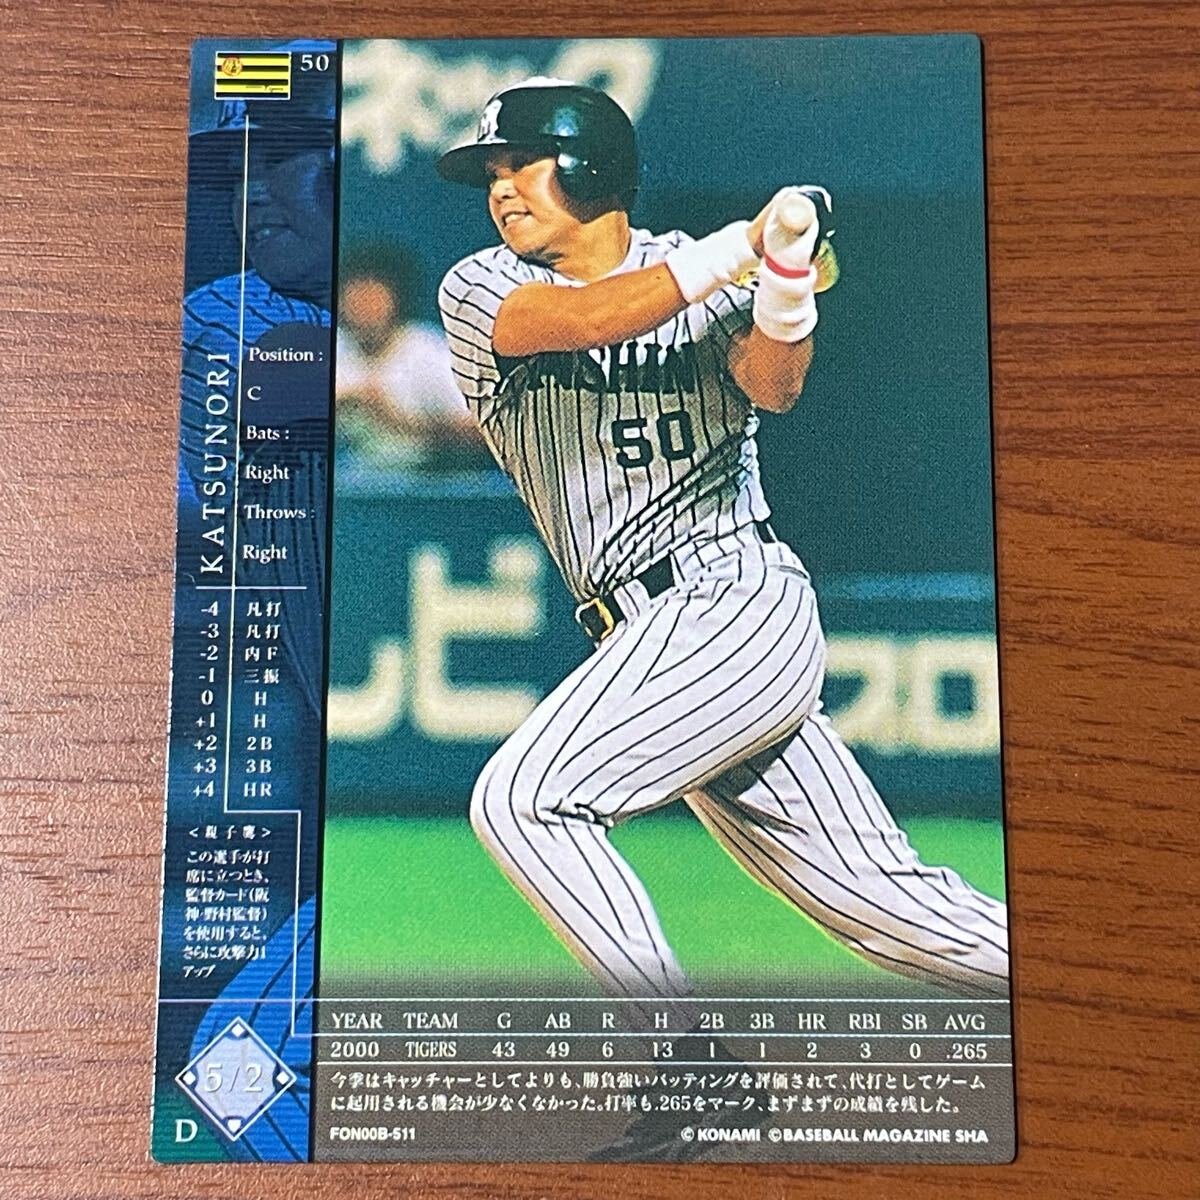 50
KATSUNORI
Position :
C
Bats :
Right
Throws :
Right
-4 凡打
-3 凡打
-2 内F
-1 三振
0 H
+1 H
+2 2B
+3 3B
+4 HR
<親子鷹>
この選手が打
席に立つとき、
監督カード(阪
神・野村監督)
を使用すると、
さらに攻撃力1
アップ
5/2
D
HANSHIN
50
ビ
YEAR TEAM G AB R H 2B 3B HR RBI SB AVG
2000 TIGERS 43 49 6 13 1 1 2 3 0 .265
今季はキャッチャーとしてよりも、勝負強いバッティングを評価されて、代打としてゲーム
に起用される機会が少なくなかった。打率も.265をマーク、まずまずの成績を残した。
FON00B-511
© KONAMI ©BASEBALL MAGAZINE SHA